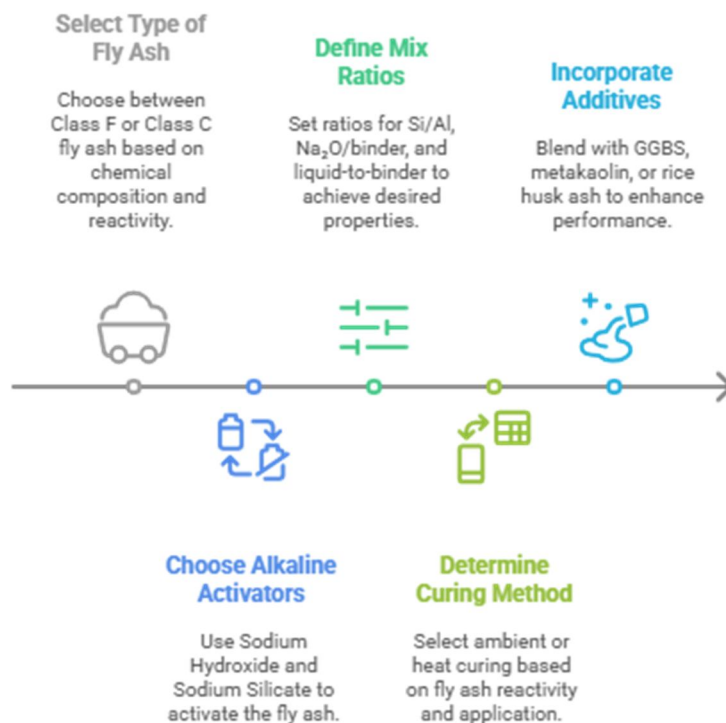 Select Type of
Fly Ash
Choose between
Class F or Class C
fly ash based on
chemical
composition and
reactivity.
Define Mix
Ratios
Set ratios for Si/Al,
Na₂O/binder, and
liquid-to-binder to
achieve desired
properties.
Incorporate
Additives
Blend with GGBS,
metakaolin, or rice
husk ash to enhance
performance.
Choose Alkaline
Activators
Use Sodium
Hydroxide and
Sodium Silicate to
activate the fly ash.
Determine
Curing Method
Select ambient or
heat curing based
on fly ash reactivity
and application.